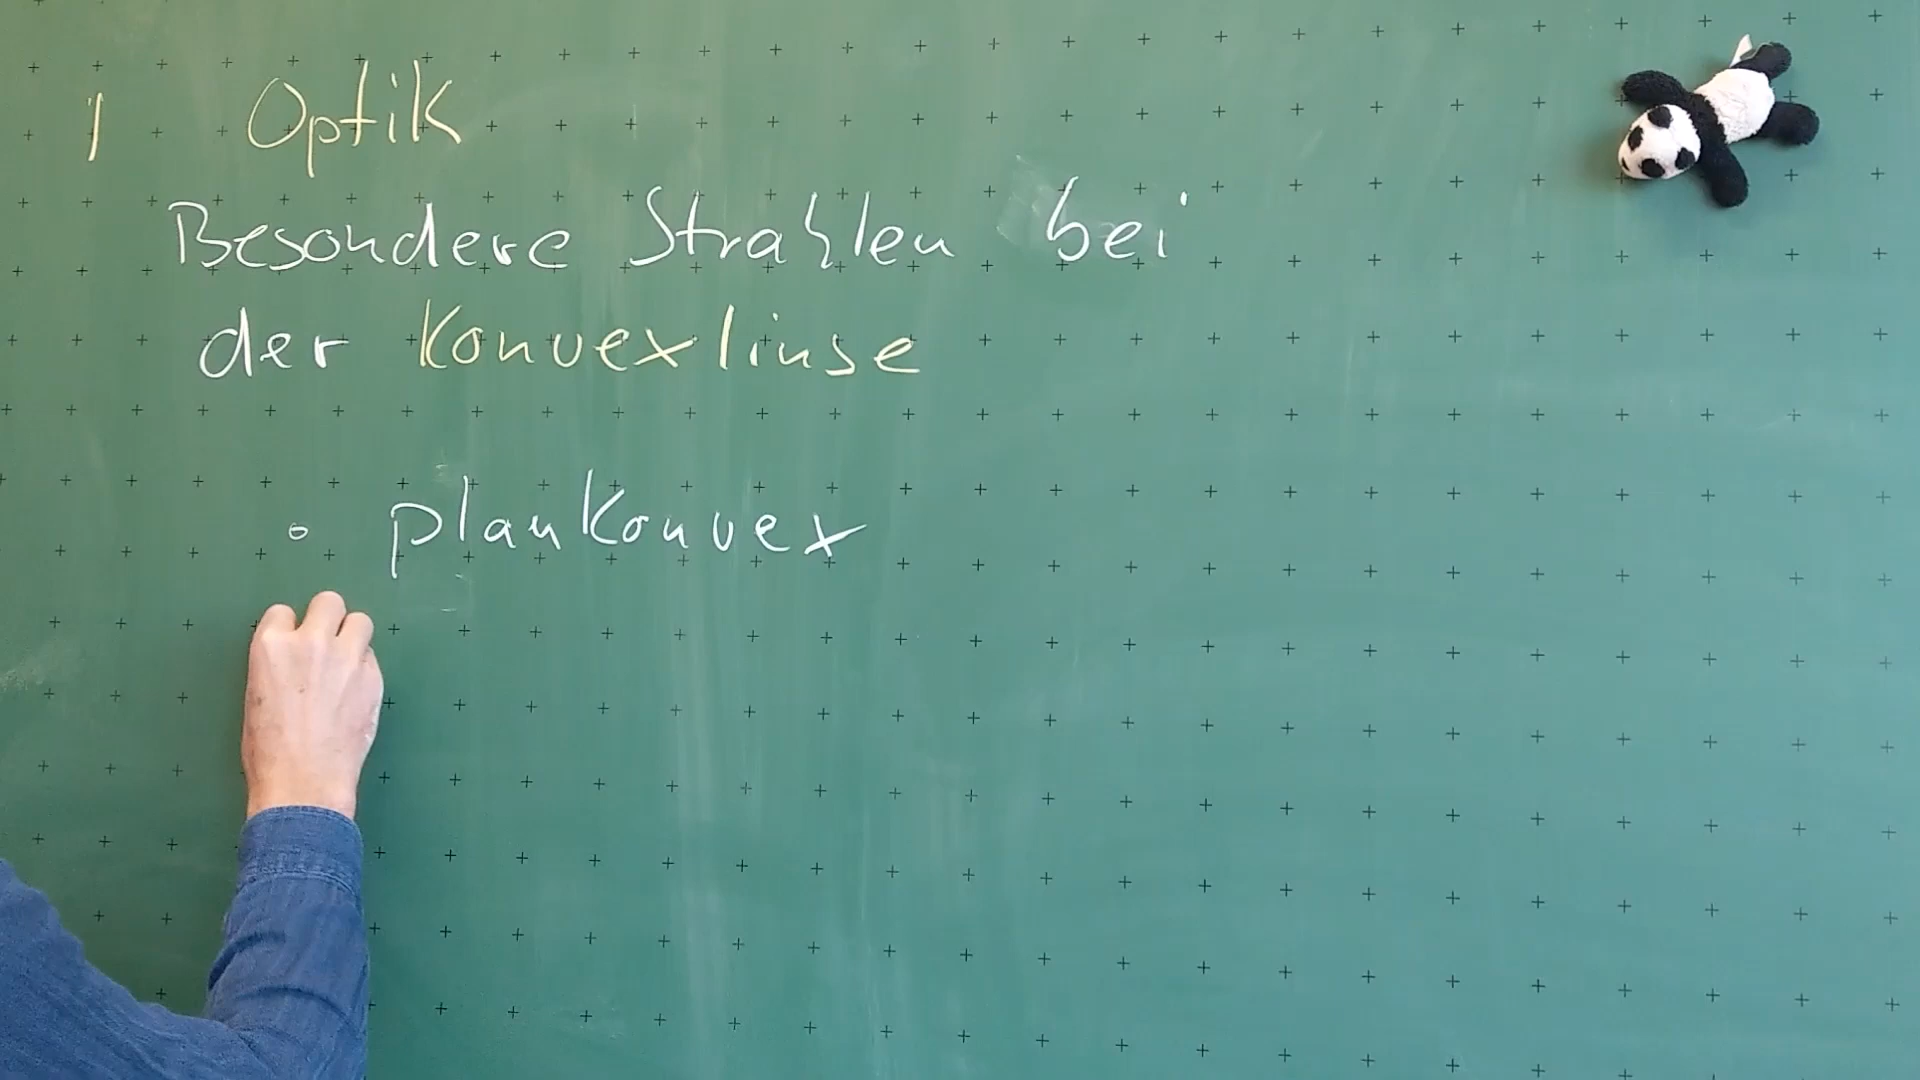 1 Optik
Besondere Strahlen bei
der Konvexlinse
∘ plankonvex